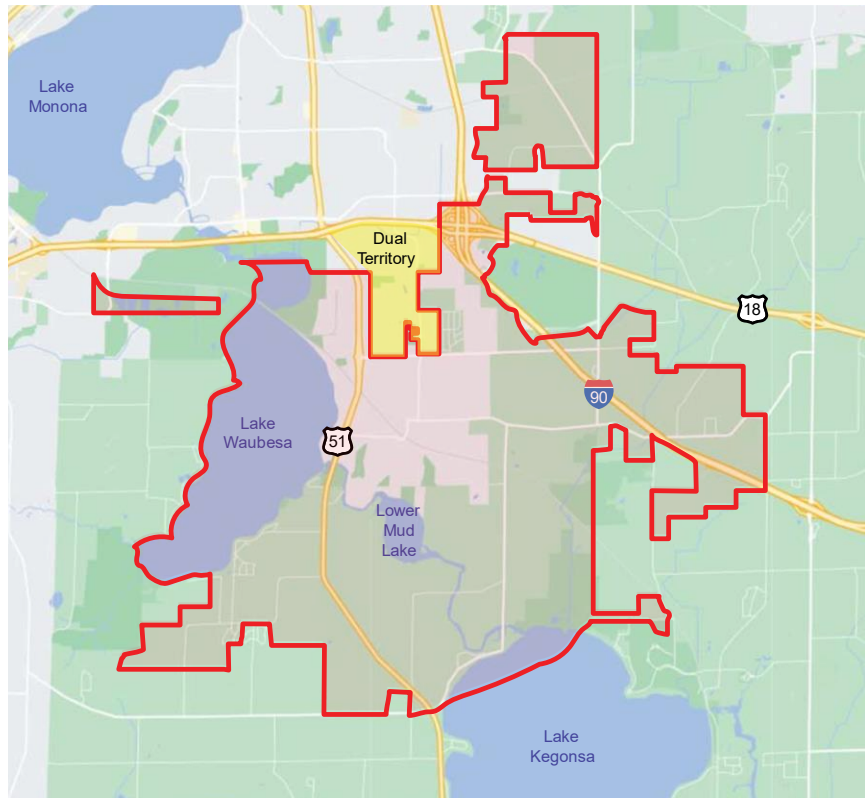 Lake
Monona
Dual
Territory
18
90
Lake
Waubesa
51
Lower
Mud
Lake
Lake
Kegonsa